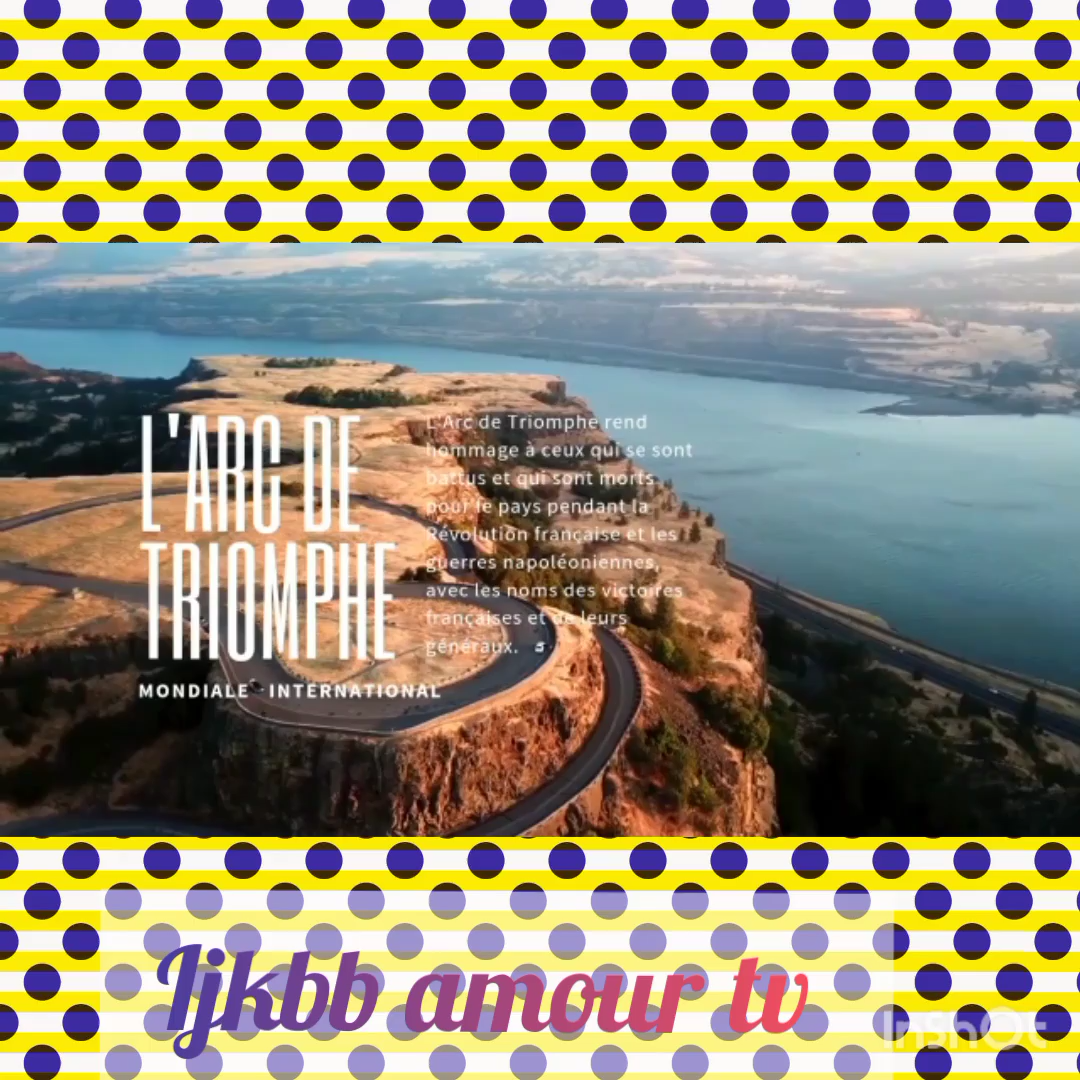 L'ARC DE
TRIOMPHE
MONDIALE - INTERNATIONAL
L'Arc de Triomphe rend
hommage à ceux qui se sont
battus et qui sont morts
pour le pays pendant la
Révolution française et les
guerres napoléoniennes,
avec les noms des victoires
françaises et de leurs
généraux.
Ijkbb amour tv
InShOt